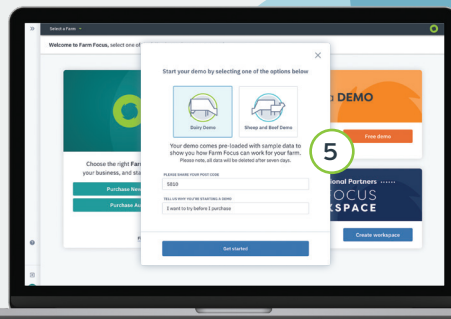 Select a Farm
Welcome to Farm Focus, select one of
Start your demo by selecting one of the options below
Dairy Demo
Sheep and Beef Demo
Your demo comes pre-loaded with sample data to
show you how Farm Focus can work for your farm.
Please note, all data will be deleted after seven days.
PLEASE SHARE YOUR POST CODE
5810
TELL US WHY YOU'RE STARTING A DEMO
I want to try before I purchase
Get started
Choose the right Far
your business, and sta
Purchase New
Purchase Au
DEMO
Free demo
5
ional Partners
OCUS
KSPACE
Create workspace